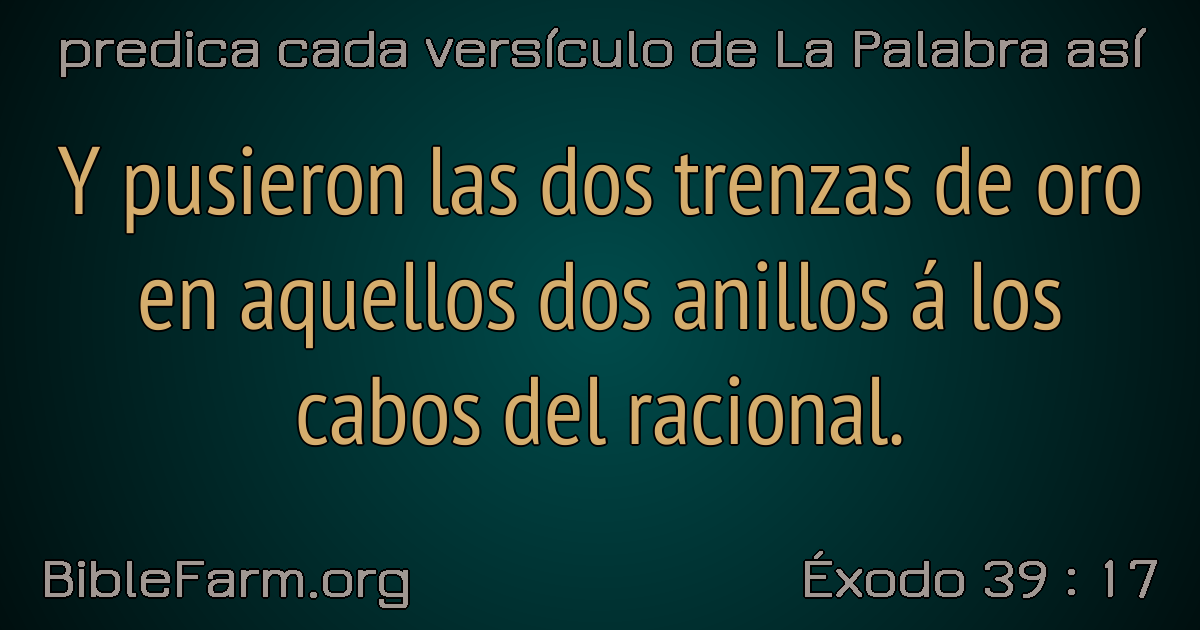 predica cada versículo de La Palabra así
Y pusieron las dos trenzas de oro
en aquellos dos anillos á los
cabos del racional.
BibleFarm.org
Éxodo 39 : 17